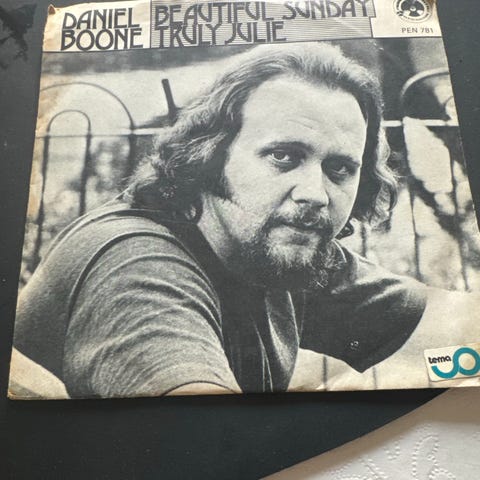 DANIEL
BOONE
BEAUTIFUL SUNDAY
TRULY JULIE
PEN 781
tema